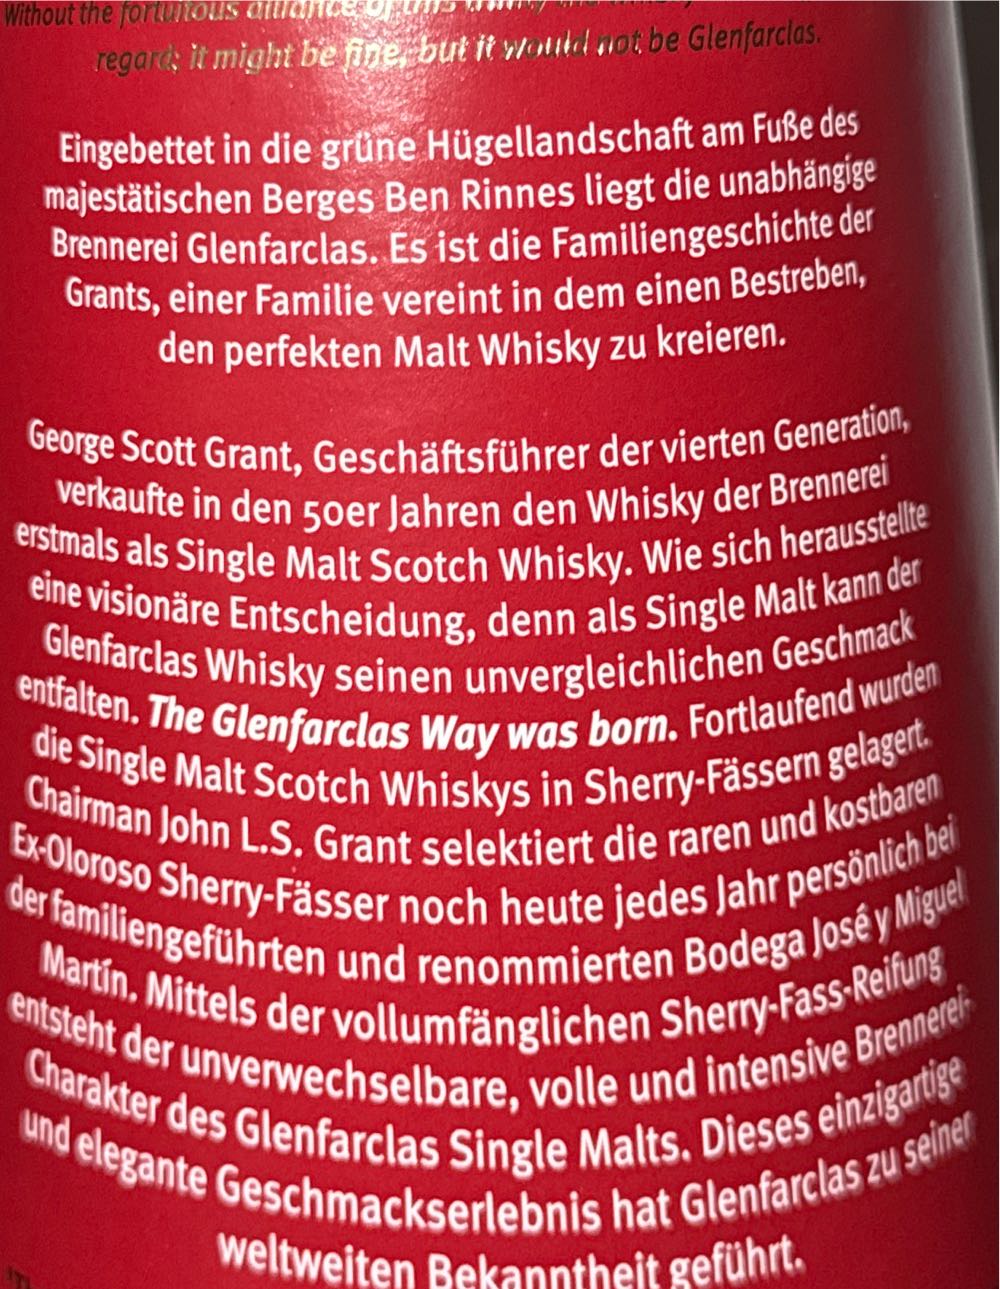 Without the fortuitous alliance of this
regard; it might be fine, but it would not be Glenfarclas.
Eingebettet in die grüne Hügellandschaft am Fuße des
majestätischen Berges Ben Rinnes liegt die unabhängige
Brennerei Glenfarclas. Es ist die Familiengeschichte der
Grants, einer Familie vereint in dem einen Bestreben,
den perfekten Malt Whisky zu kreieren.
George Scott Grant, Geschäftsführer der vierten Generation,
verkaufte in den 50er Jahren den Whisky der Brennerei
erstmals als Single Malt Scotch Whisky. Wie sich herausstellte
eine visionäre Entscheidung, denn als Single Malt kann der
Glenfarclas Whisky seinen unvergleichlichen Geschmack
entfalten. The Glenfarclas Way was born. Fortlaufend wurden
die Single Malt Scotch Whiskys in Sherry-Fässern gelagert.
Chairman John L.S. Grant selektiert die raren und kostbaren
Ex-Oloroso Sherry-Fässer noch heute jedes Jahr persönlich bei
der familiengeführten und renommierten Bodega José y Miguel
Martín. Mittels der vollumfänglichen Sherry-Fass-Reifung
entsteht der unverwechselbare, volle und intensive Brennerei-
Charakter des Glenfarclas Single Malts. Dieses einzigartige
und elegante Geschmackserlebnis hat Glenfarclas zu seiner
weltweiten Bekanntheit geführt.